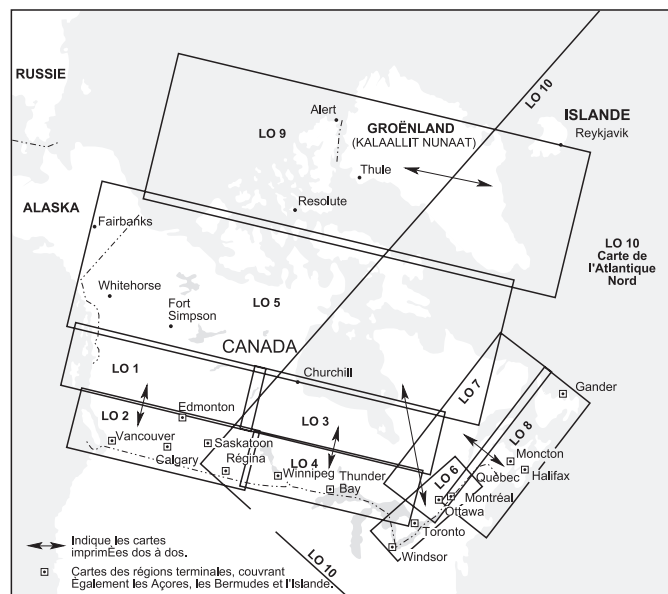 RUSSIE
LO 10
Alert
ISLANDE
GROËNLAND
(KALAALLIT NUNAAT)
LO 9
Reykjavik
Thule
ALASKA
Resolute
Fairbanks
LO 10
Carte de
l'Atlantique
Nord
Whitehorse
Fort
Simpson
LO 5
CANADA
LO 1
Churchill
LO 7
Gander
LO 2
Edmonton
LO 3
LO 8
Vancouver
Saskatoon
Calgary
Régina
LO 4
Winnipeg
Thunder
Bay
LO 6
Moncton
Québec
Halifax
Montréal
Ottawa
Toronto
Windsor
LO 10
Indique les cartes
imprimÉes dos à dos.
Cartes des régions terminales, couvrant
Également les Açores, les Bermudes et l'Islande.